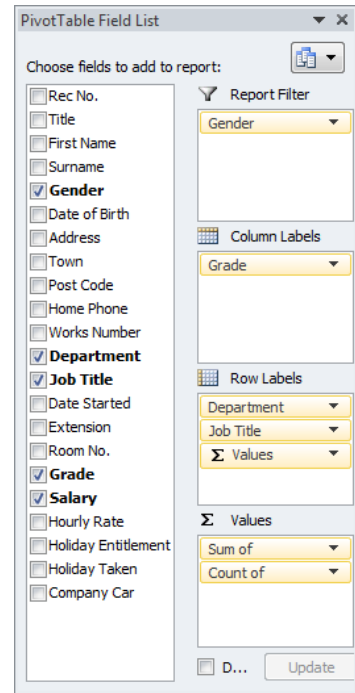 PivotTable Field List
Choose fields to add to report:
Rec No.
Title
First Name
Surname
Gender
Date of Birth
Address
Town
Post Code
Home Phone
Works Number
Department
Job Title
Date Started
Extension
Room No.
Grade
Salary
Hourly Rate
Holiday Entitlement
Holiday Taken
Company Car
Report Filter
Gender
Column Labels
Grade
Row Labels
Department
Job Title
Σ Values
Σ Values
Sum of
Count of
D...
Update